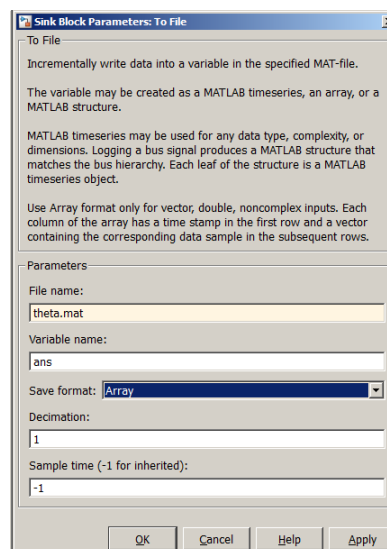 Sink Block Parameters: To File
To File
Incrementally write data into a variable in the specified MAT-file.
The variable may be created as a MATLAB timeseries, an array, or a
MATLAB structure.
MATLAB timeseries may be used for any data type, complexity, or
dimensions. Logging a bus signal produces a MATLAB structure that
matches the bus hierarchy. Each leaf of the structure is a MATLAB
timeseries object.
Use Array format only for vector, double, noncomplex inputs. Each
column of the array has a time stamp in the first row and a vector
containing the corresponding data sample in the subsequent rows.
Parameters
File name:
theta.mat
Variable name:
ans
Save format: Array
Decimation:
1
Sample time (-1 for inherited):
-1
OK Cancel Help Apply